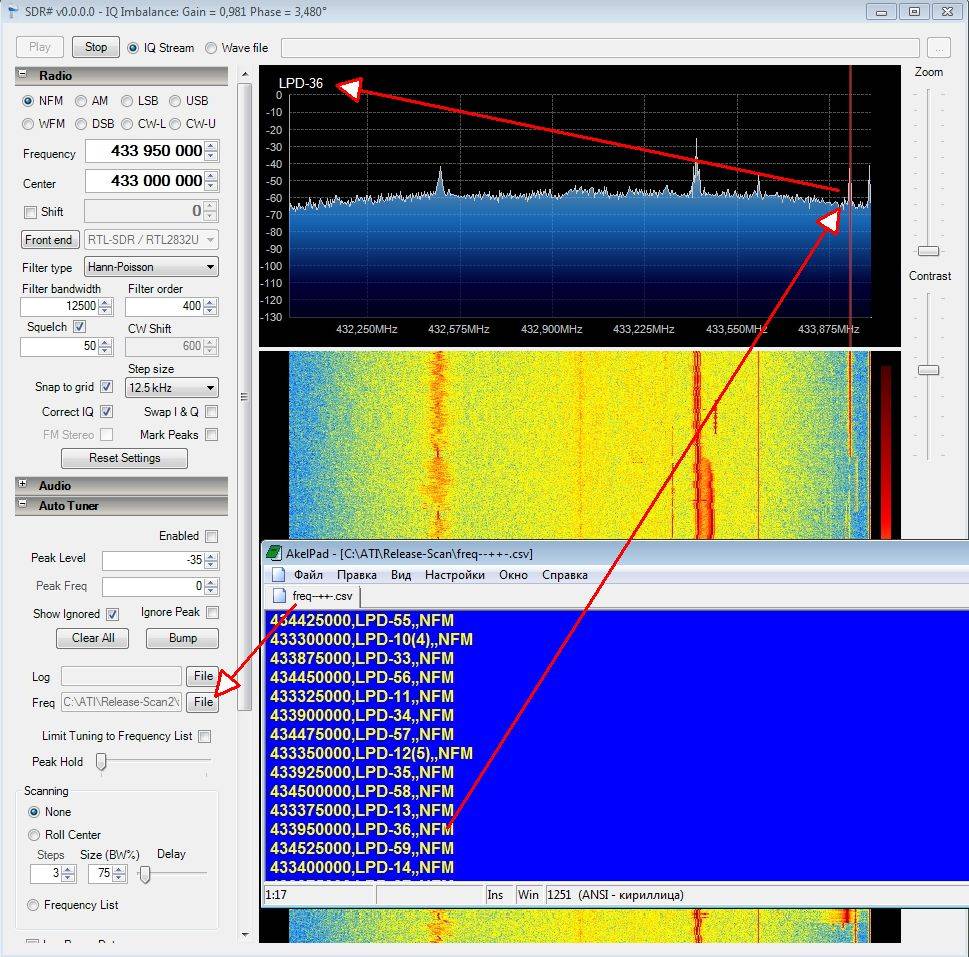 SDR# v0.0.0.0 - IQ Imbalance: Gain = 0,981 Phase = 3,480°
Play Stop IQ Stream Wave file ...
Radio
NFM AM LSB USB
WFM DSB CW-L CW-U
Frequency 433 950 000
Center 433 000 000
Shift 0
Front end RTL-SDR / RTL2832U
Filter type Hann-Poisson
Filter bandwidth Filter order
12500 400
Squelch CW Shift
50 600
Step size
Snap to grid 12.5 kHz
Correct IQ Swap I & Q
FM Stereo Mark Peaks
Reset Settings
Audio
Auto Tuner
Enabled
Peak Level -35
Peak Freq 0
Show Ignored Ignore Peak
Clear All Bump
Log File
Freq C:\ATI\Release-Scan2\ File
Limit Tuning to Frequency List
Peak Hold
Scanning
None
Roll Center
Steps Size (BW%) Delay
3 75
Frequency List
LPD-36
0
-10
-20
-30
-40
-50
-60
-70
-80
-90
-100
-110
-120
-130
432,250MHz 432,575MHz 432,900MHz 433,225MHz 433,550MHz 433,875MHz
Zoom
Contrast
AkelPad - [C:\ATI\Release-Scan\freq--++-.csv]
Файл Правка Вид Настройки Окно Справка
freq--++-.csv
434425000,LPD-55,,NFM
433300000,LPD-10(4),,NFM
433875000,LPD-33,,NFM
434450000,LPD-56,,NFM
433325000,LPD-11,,NFM
433900000,LPD-34,,NFM
434475000,LPD-57,,NFM
433350000,LPD-12(5),,NFM
433925000,LPD-35,,NFM
434500000,LPD-58,,NFM
433375000,LPD-13,,NFM
433950000,LPD-36,,NFM
434525000,LPD-59,,NFM
433400000,LPD-14,,NFM
1:17 Ins Win 1251 (ANSI - кириллица)